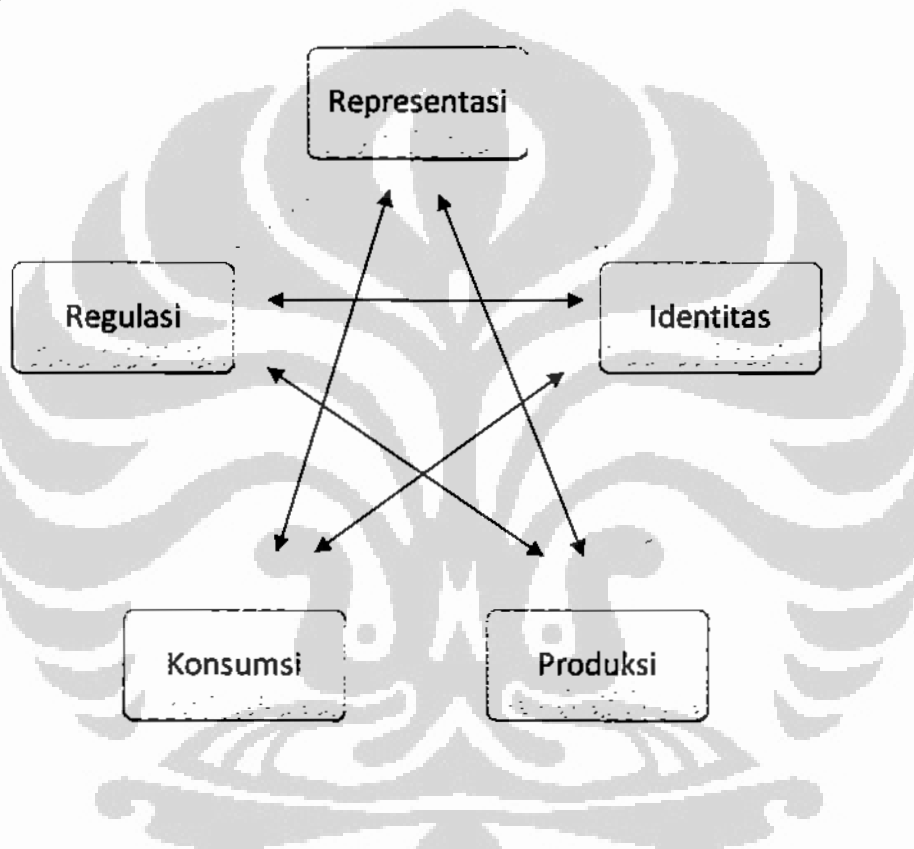 Representasi
Regulasi
Identitas
Konsumsi
Produksi